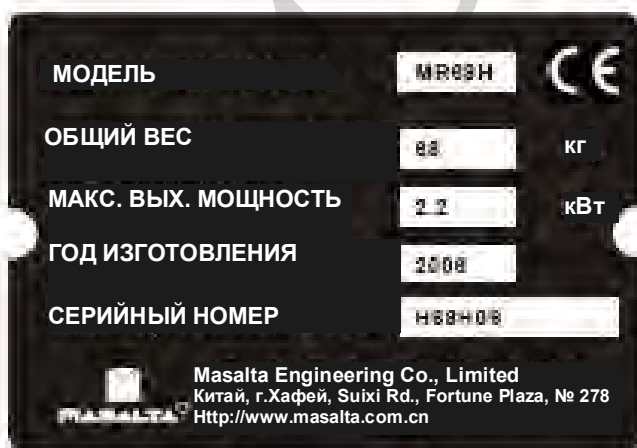 МОДЕЛЬ MR68H CE
ОБЩИЙ ВЕС 68 кг
МАКС. ВЫХ. МОЩНОСТЬ 2.2 кВт
ГОД ИЗГОТОВЛЕНИЯ 2008
СЕРИЙНЫЙ НОМЕР
MASALTA
Masalta Engineering Co., Limited
Китай, г.Хафей, Suixi Rd., Fortune Plaza, № 278
Http://www.masalta.com.cn